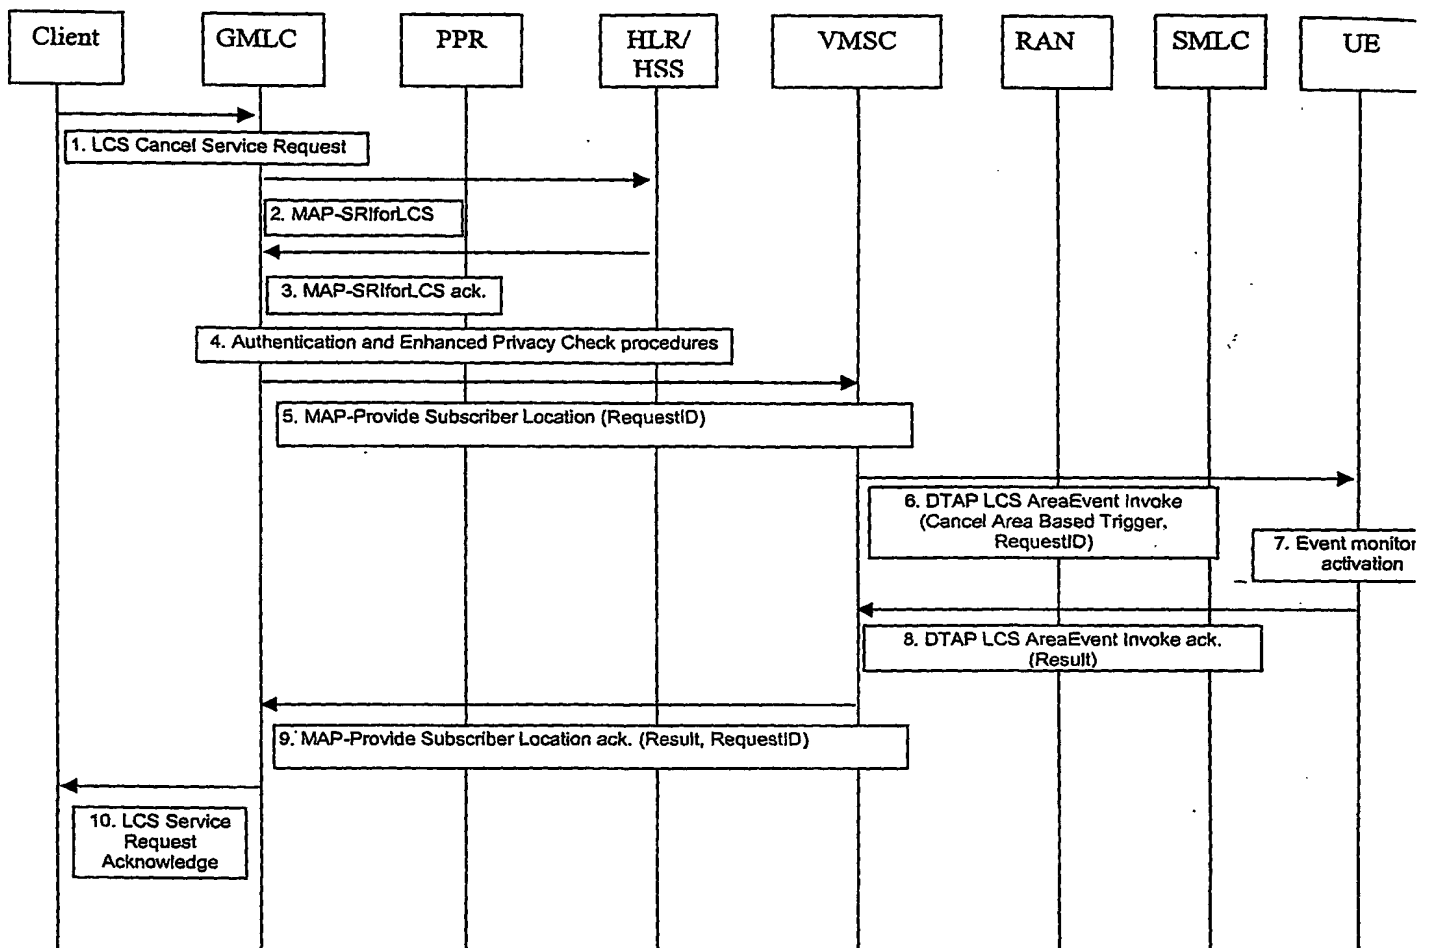 Client
GMLC
PPR
HLR/
HSS
VMSC
RAN
SMLC
UE
1. LCS Cancel Service Request
2. MAP-SRIforLCS
3. MAP-SRIforLCS ack.
4. Authentication and Enhanced Privacy Check procedures
5. MAP-Provide Subscriber Location (RequestID)
6. DTAP LCS AreaEvent Invoke
(Cancel Area Based Trigger,
RequestID)
7. Event monitor
activation
8. DTAP LCS AreaEvent Invoke ack.
(Result)
9. MAP-Provide Subscriber Location ack. (Result, RequestID)
10. LCS Service
Request
Acknowledge